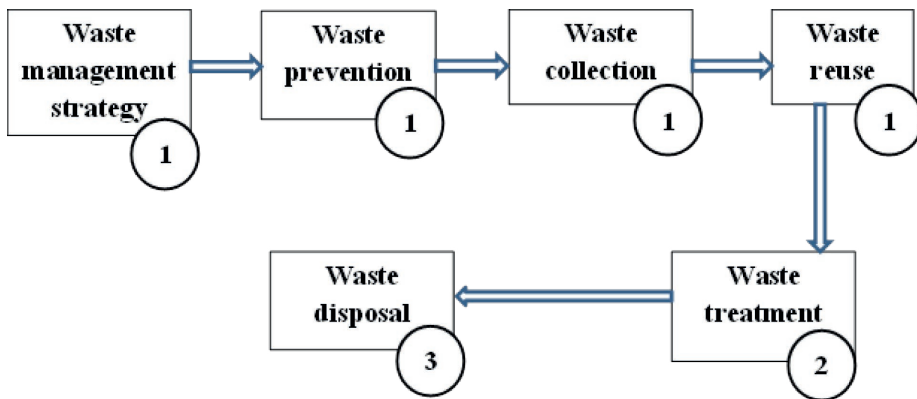 Waste
management
strategy
1
Waste
prevention
1
Waste
collection
1
Waste
reuse
1
Waste
treatment
2
Waste
disposal
3